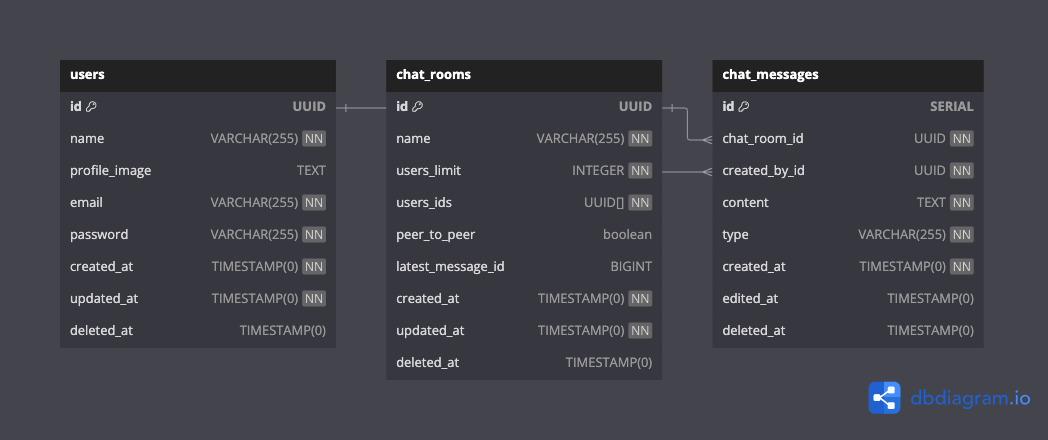 users
id UUID
name VARCHAR(255) NN
profile_image TEXT
email VARCHAR(255) NN
password VARCHAR(255) NN
created_at TIMESTAMP(0) NN
updated_at TIMESTAMP(0) NN
deleted_at TIMESTAMP(0)
chat_rooms
id UUID
name VARCHAR(255) NN
users_limit INTEGER NN
users_ids UUID[] NN
peer_to_peer boolean
latest_message_id BIGINT
created_at TIMESTAMP(0) NN
updated_at TIMESTAMP(0) NN
deleted_at TIMESTAMP(0)
chat_messages
id SERIAL
chat_room_id UUID NN
created_by_id UUID NN
content TEXT NN
type VARCHAR(255) NN
created_at TIMESTAMP(0) NN
edited_at TIMESTAMP(0)
deleted_at TIMESTAMP(0)
dbdiagram.io